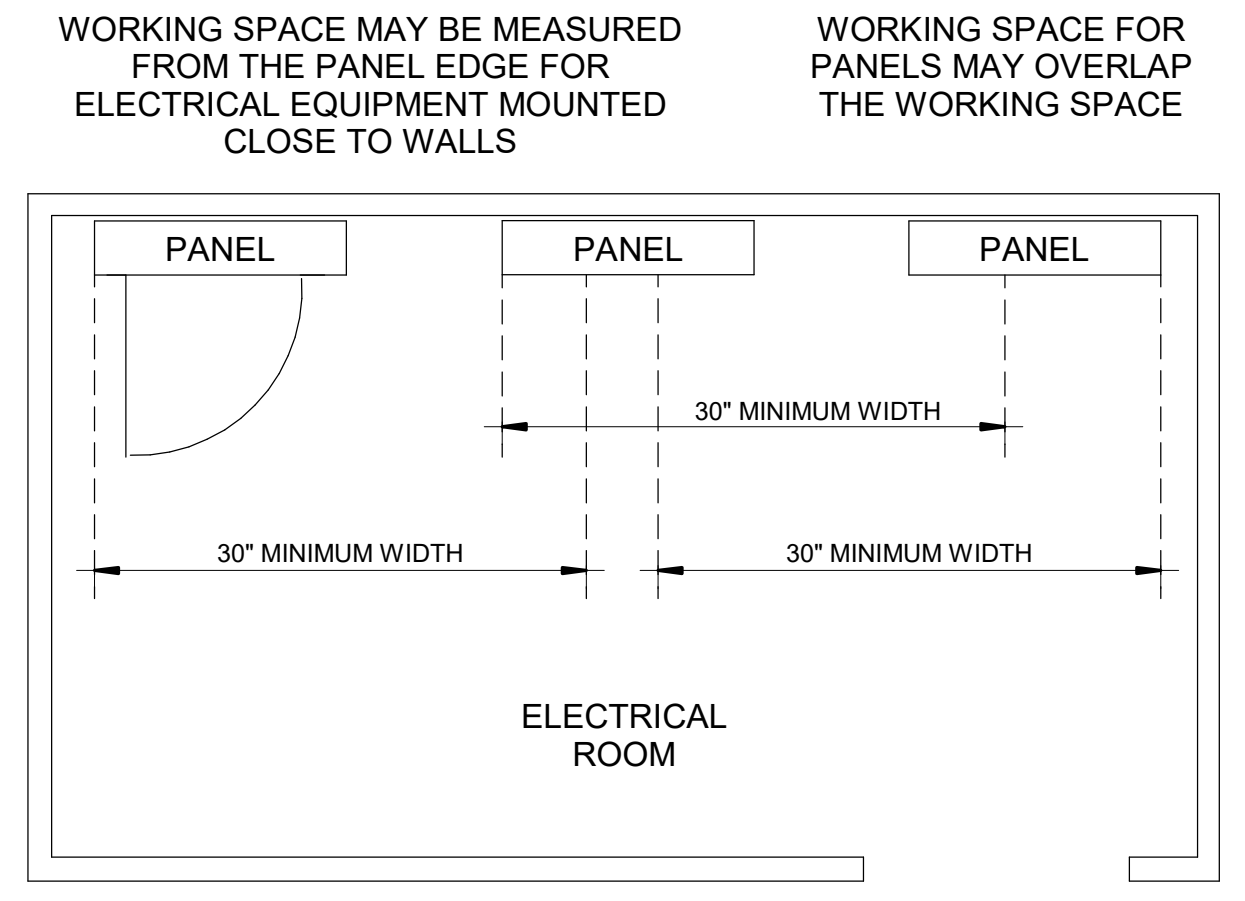 WORKING SPACE MAY BE MEASURED
FROM THE PANEL EDGE FOR
ELECTRICAL EQUIPMENT MOUNTED
CLOSE TO WALLS
WORKING SPACE FOR
PANELS MAY OVERLAP
THE WORKING SPACE
PANEL
PANEL
PANEL
30" MINIMUM WIDTH
30" MINIMUM WIDTH
30" MINIMUM WIDTH
ELECTRICAL
ROOM